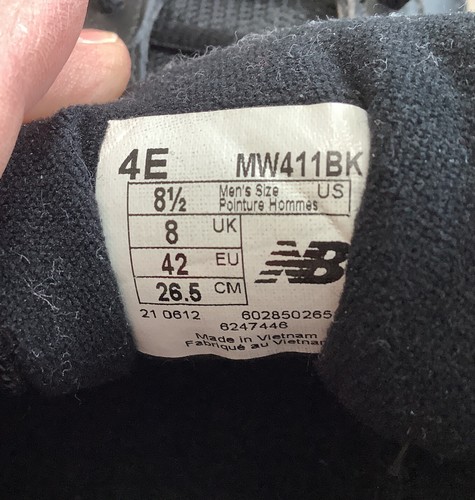 4E MW411BK
8½ Men's Size US
Pointure Hommes
8 UK
42 EU
NB
26.5 CM
21 0612 602850265
6247446
Made in Vietnam
Fabriqué au Vietnam